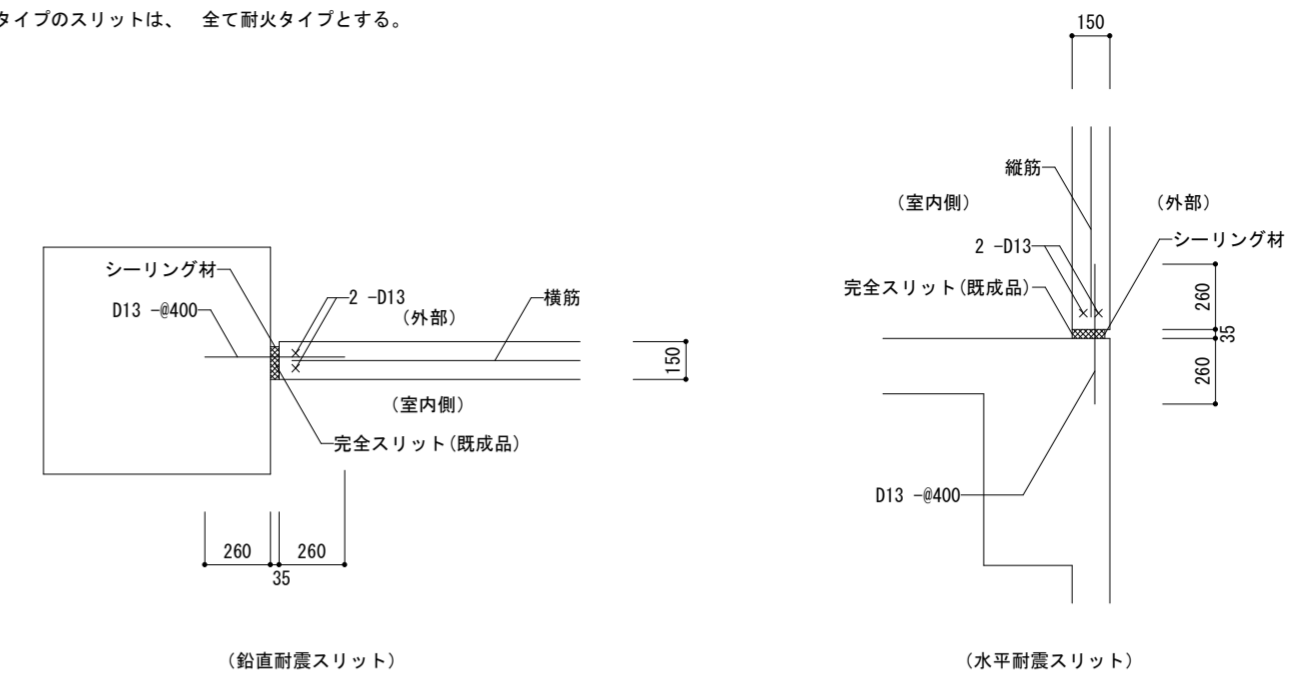 タイプのスリットは、 全て耐火タイプとする。
シーリング材
D13 -@400
2 -D13
(外部)
横筋
150
(室内側)
完全スリット(既成品)
260
260
35
(鉛直耐震スリット)
150
縦筋
(室内側)
(外部)
2 -D13
シーリング材
完全スリット(既成品)
260
35
260
D13 -@400
(水平耐震スリット)